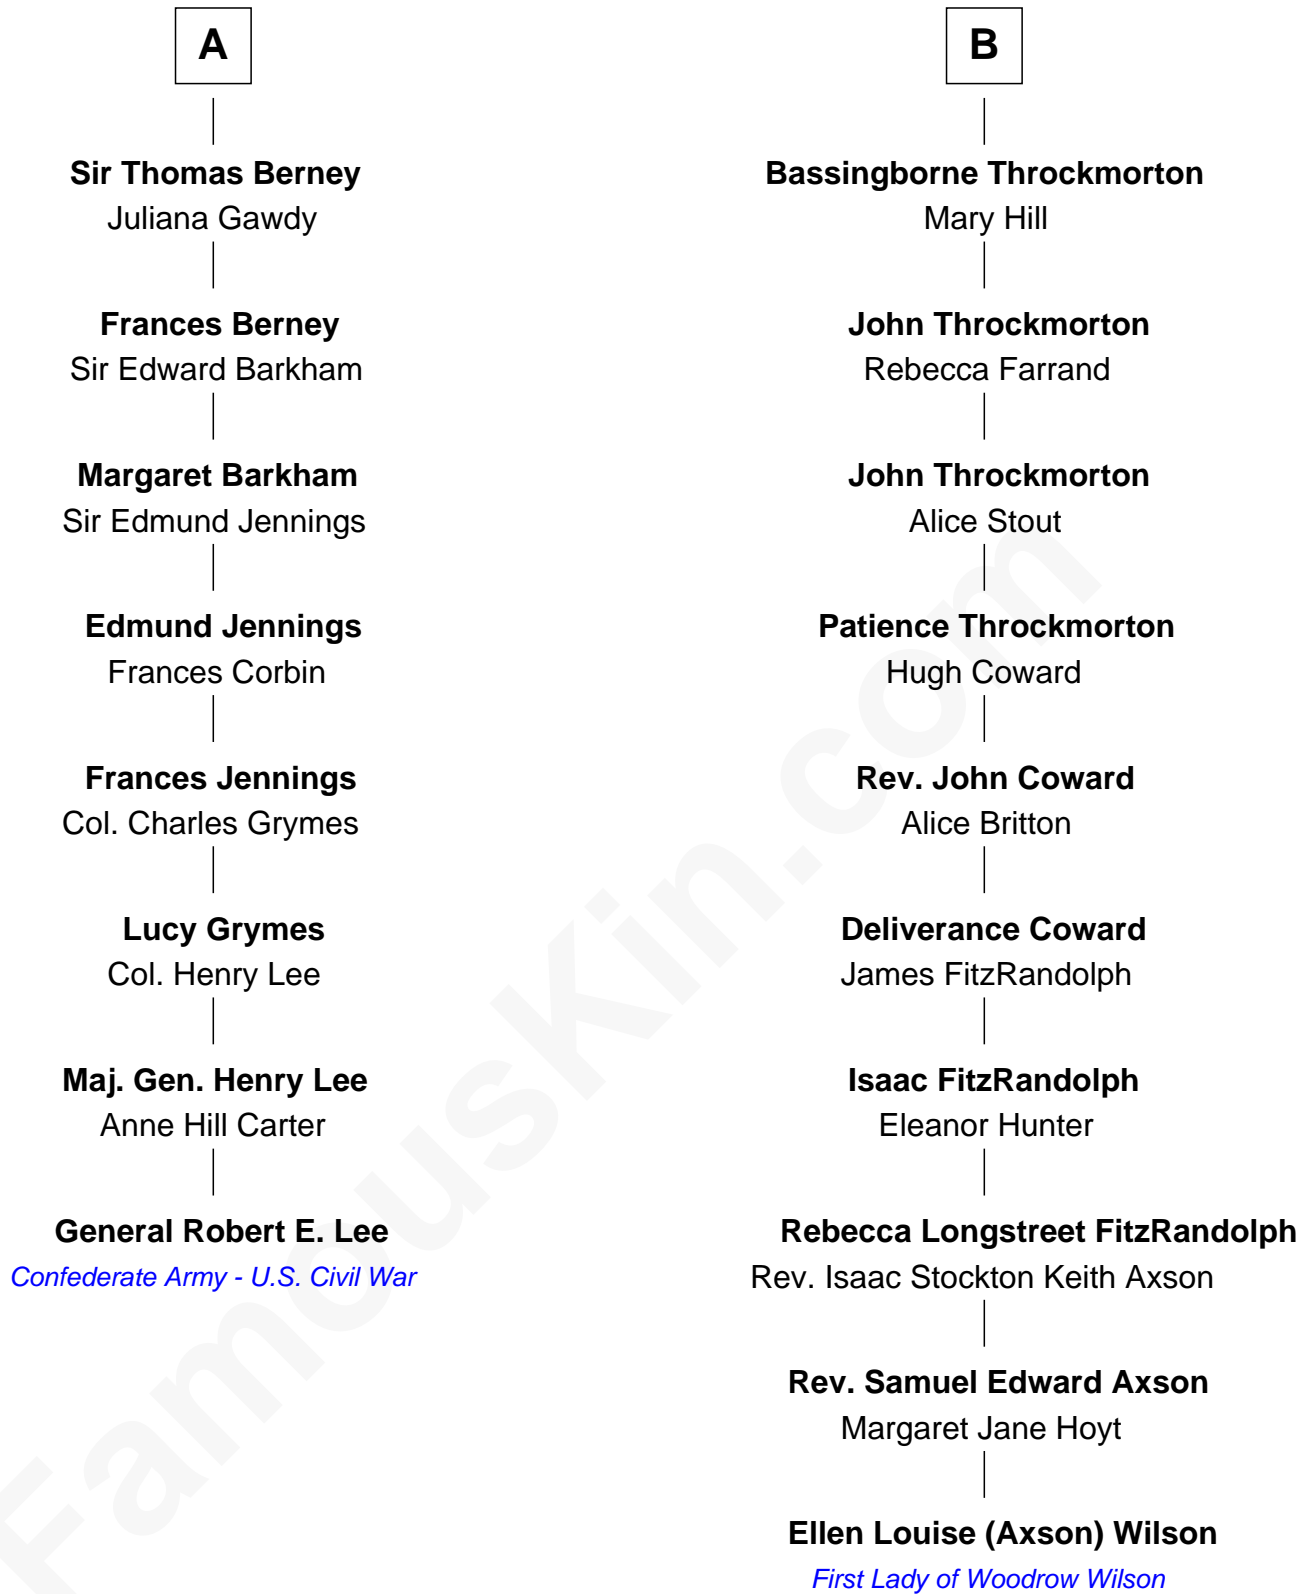 A
Sir Thomas Berney
Juliana Gawdy
Frances Berney
Sir Edward Barkham
Margaret Barkham
Sir Edmund Jennings
Edmund Jennings
Frances Corbin
Frances Jennings
Col. Charles Grymes
Lucy Grymes
Col. Henry Lee
Maj. Gen. Henry Lee
Anne Hill Carter
General Robert E. Lee
Confederate Army - U.S. Civil War
B
Bassingborne Throckmorton
Mary Hill
John Throckmorton
Rebecca Farrand
John Throckmorton
Alice Stout
Patience Throckmorton
Hugh Coward
Rev. John Coward
Alice Britton
Deliverance Coward
James FitzRandolph
Isaac FitzRandolph
Eleanor Hunter
Rebecca Longstreet FitzRandolph
Rev. Isaac Stockton Keith Axson
Rev. Samuel Edward Axson
Margaret Jane Hoyt
Ellen Louise (Axson) Wilson
First Lady of Woodrow Wilson
FamousKin.com